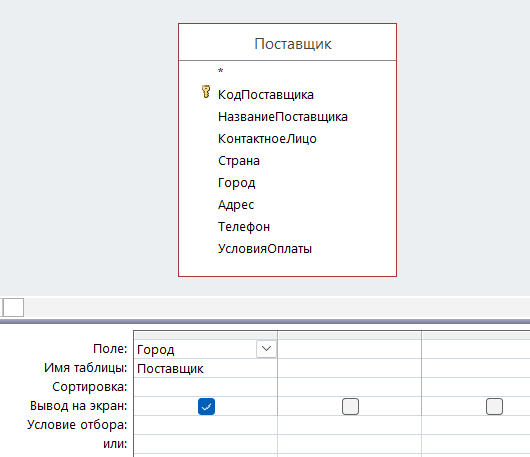 Поставщик
*
КодПоставщика
НазваниеПоставщика
КонтактноеЛицо
Страна
Город
Адрес
Телефон
УсловияОплаты
Поле: Город
Имя таблицы: Поставщик
Сортировка:
Вывод на экран:
Условие отбора:
или: